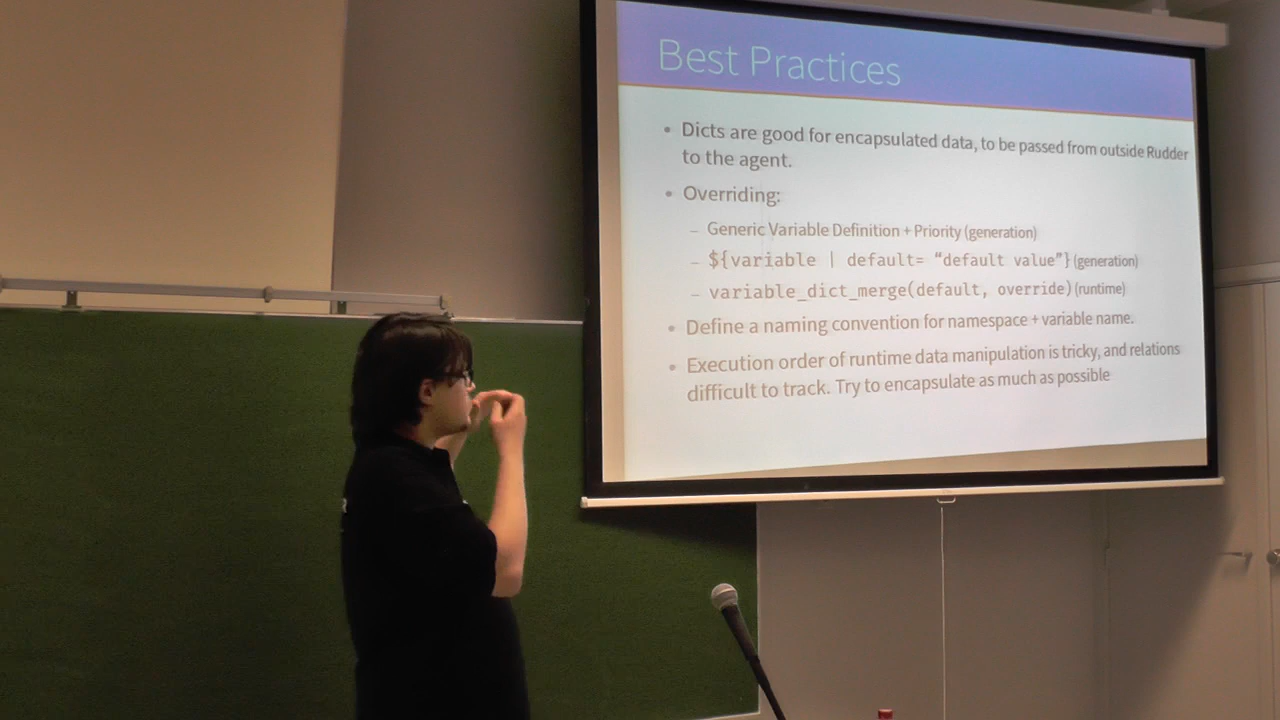 Best Practices
• Dicts are good for encapsulated data, to be passed from outside Rudder
to the agent.
• Overriding:
– Generic Variable Definition + Priority (generation)
– ${variable | default= “default value”} (generation)
– variable_dict_merge(default, override) (runtime)
• Define a naming convention for namespace + variable name.
• Execution order of runtime data manipulation is tricky, and relations
difficult to track. Try to encapsulate as much as possible